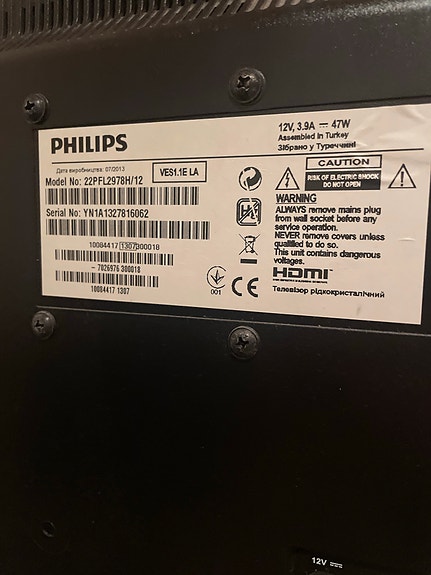 PHILIPS
12V, 3.9A ⎓ 47W
Assembled in Turkey
Зібрано у Туреччині
Дата виробництва: 07/2013
VES1.1E LA
Model No: 22PFL2978H/12
Serial No: YN1A1327816062
10084417 1307300018
- 7026976 300018
10084417 1307
CAUTION
RISK OF ELECTRIC SHOCK
DO NOT OPEN
WARNING
ALWAYS remove mains plug
from wall socket before any
service operation.
NEVER remove covers unless
qualified to do so.
This unit contains dangerous
voltages.
001
CE
HDMI
Телевізор рідкокристалічний
12V ⎓